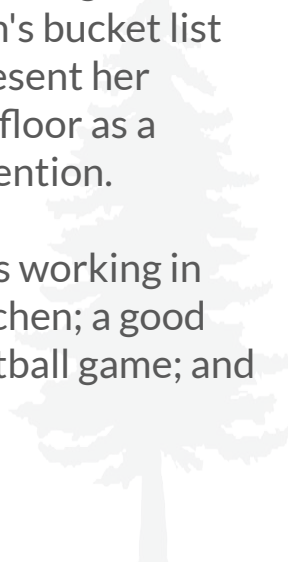 n's bucket list
esent her
floor as a
ention.
s working in
chen; a good
tball game; and